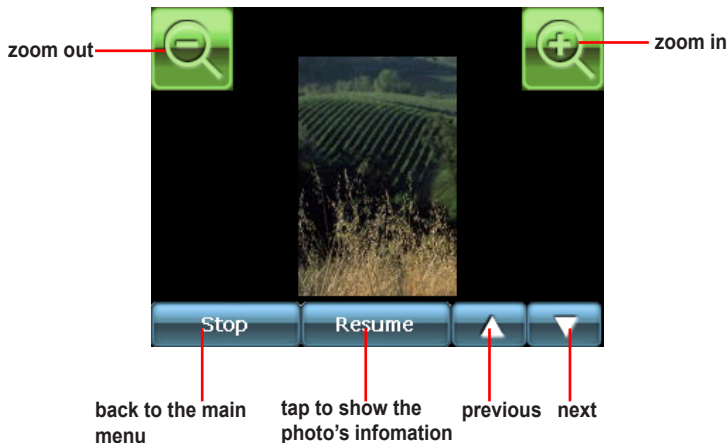 zoom out
zoom in
Stop
Resume
back to the main
menu
tap to show the
photo's infomation
previous
next